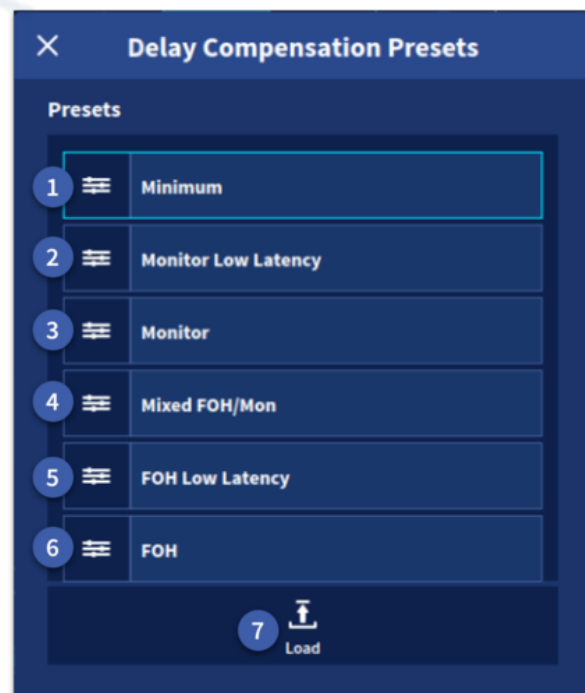 Delay Compensation Presets
Presets
1 Minimum
2 Monitor Low Latency
3 Monitor
4 Mixed FOH/Mon
5 FOH Low Latency
6 FOH
7
Load